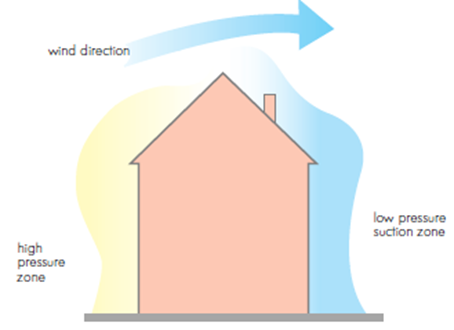 wind direction
low pressure
suction zone
high
pressure
zone